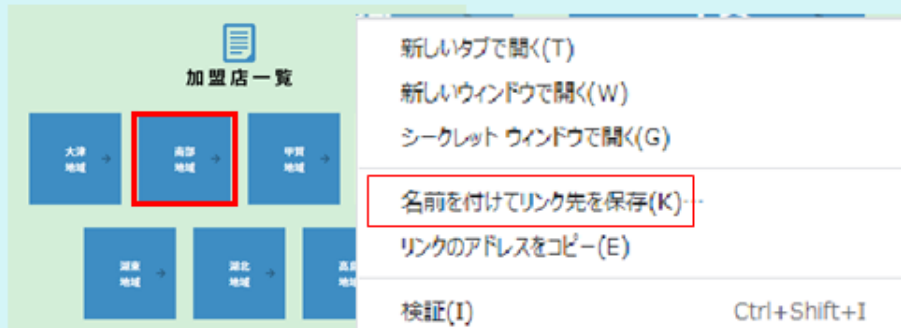 加盟店一覧
大津
地域
南部
地域
甲賀
地域
湖東
地域
湖北
地域
新しいタブで開く(T)
新しいウィンドウで開く(W)
シークレット ウィンドウで開く(G)
名前を付けてリンク先を保存(K)…
リンクのアドレスをコピー(E)
検証(I) Ctrl+Shift+I